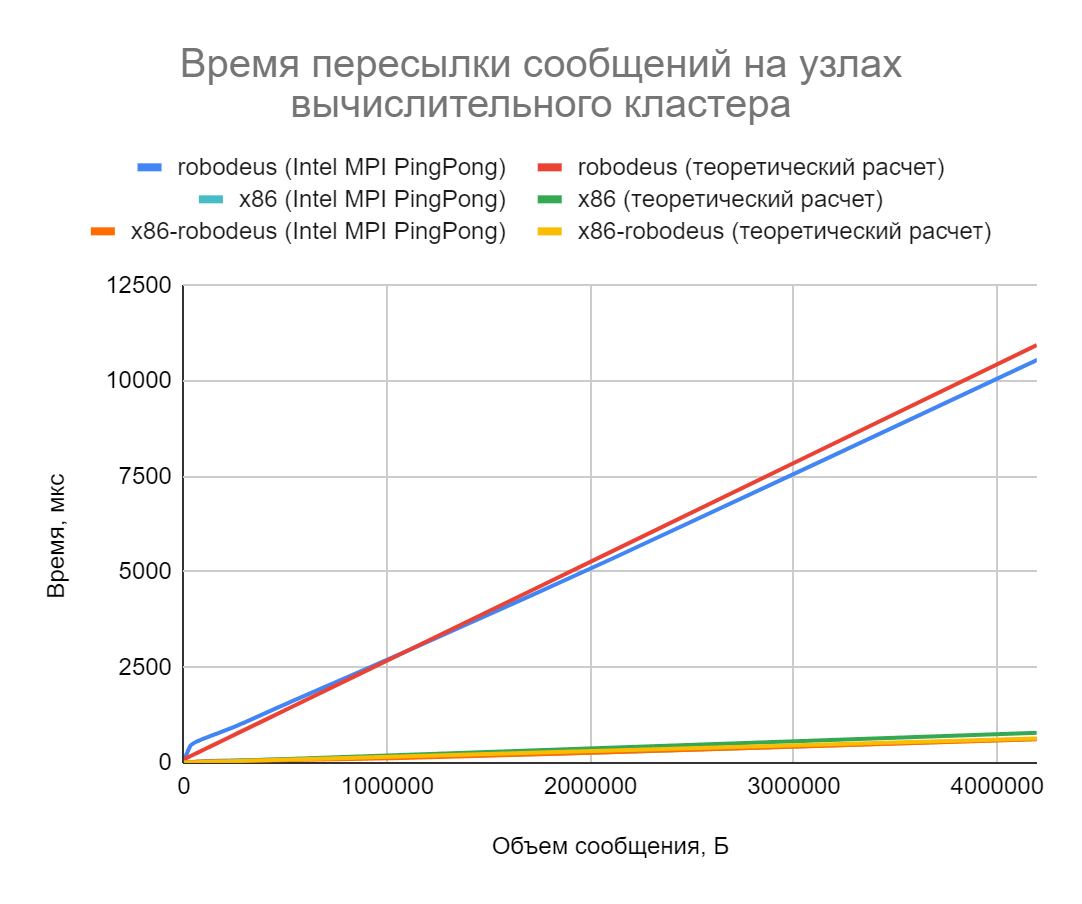 Время пересылки сообщений на узлах
вычислительного кластера
robodeus (Intel MPI PingPong)
robodeus (теоретический расчет)
x86 (Intel MPI PingPong)
x86 (теоретический расчет)
x86-robodeus (Intel MPI PingPong)
x86-robodeus (теоретический расчет)
12500
10000
7500
5000
2500
0
Время, мкс
0
1000000
2000000
3000000
4000000
Объем сообщения, Б